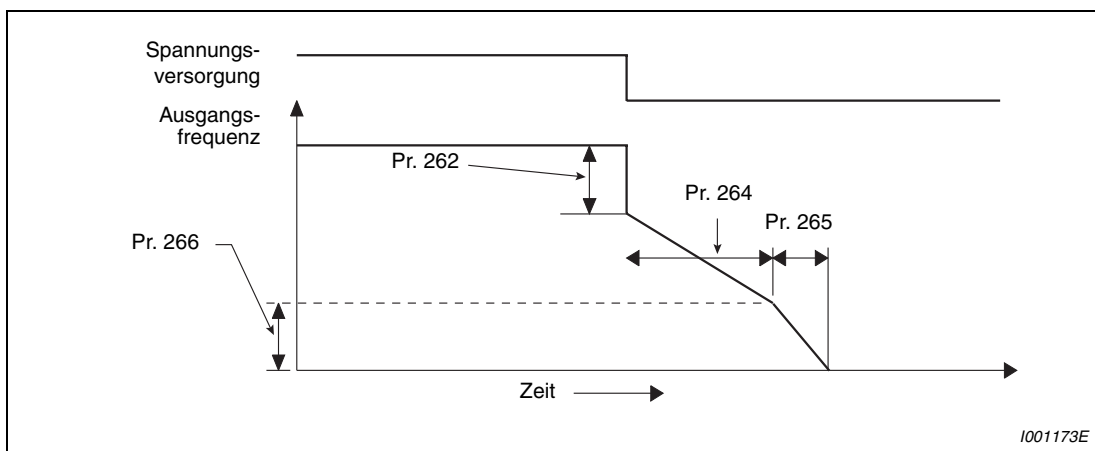 Spannungs-
versorgung
Ausgangs-
frequenz
Pr. 262
Pr. 264
Pr. 265
Pr. 266
Zeit
I001173E